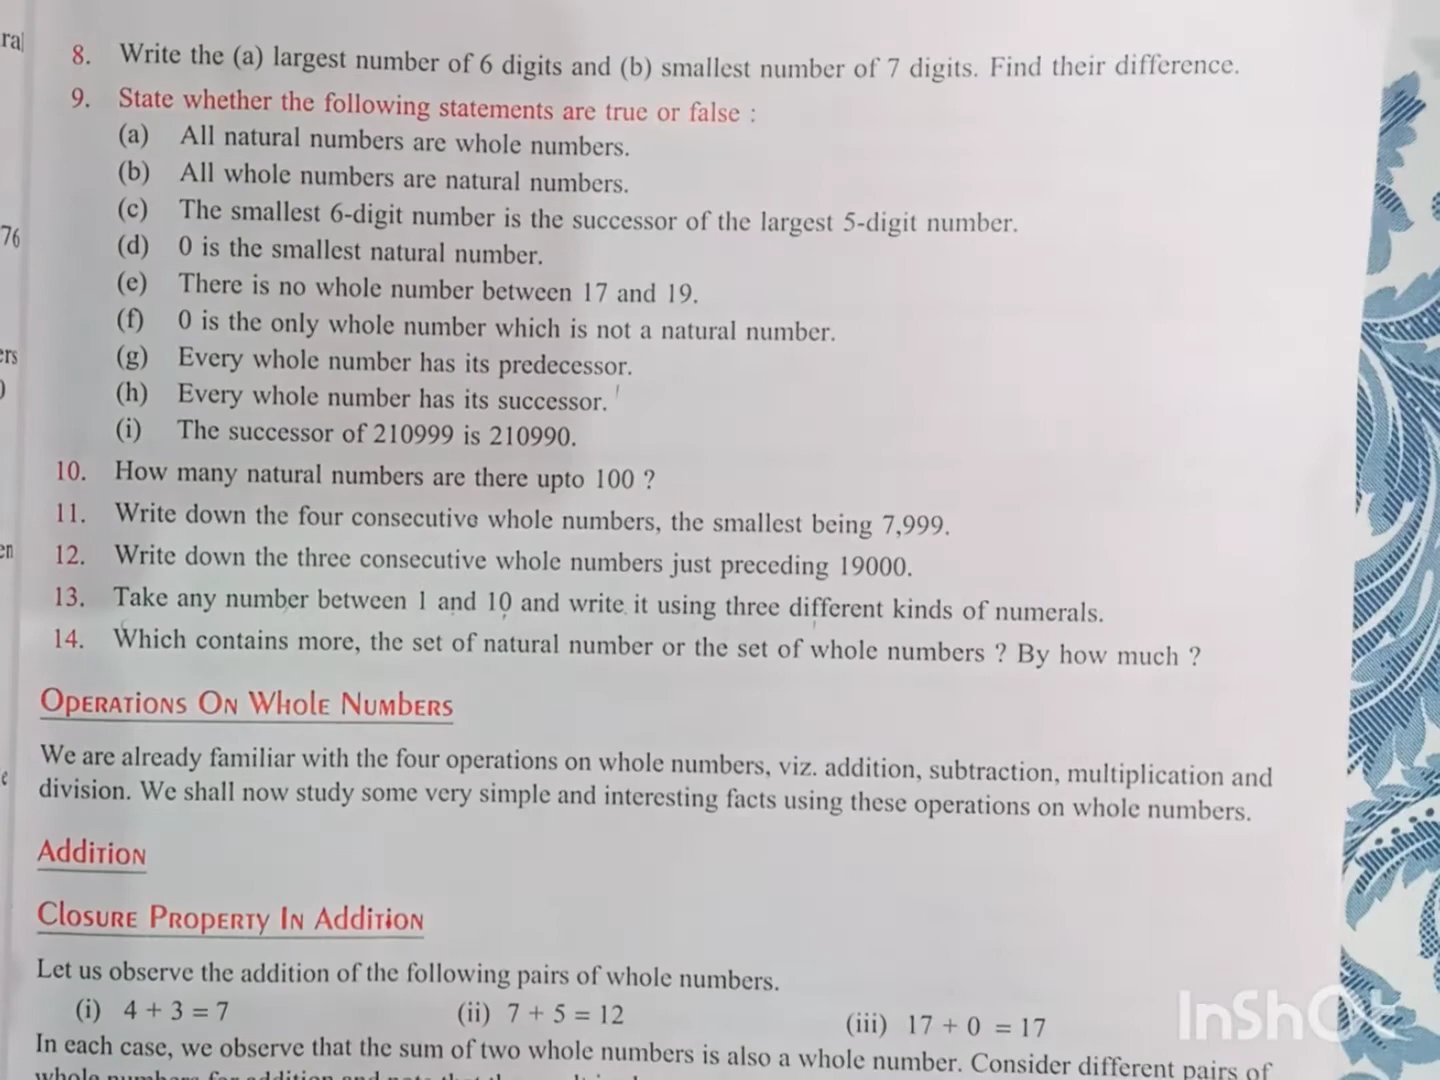 ral
8. Write the (a) largest number of 6 digits and (b) smallest number of 7 digits. Find their difference.
9. State whether the following statements are true or false :
(a) All natural numbers are whole numbers.
(b) All whole numbers are natural numbers.
(c) The smallest 6-digit number is the successor of the largest 5-digit number.
76
(d) 0 is the smallest natural number.
(e) There is no whole number between 17 and 19.
(f) 0 is the only whole number which is not a natural number.
ers
(g) Every whole number has its predecessor.
)
(h) Every whole number has its successor.
(i) The successor of 210999 is 210990.
10. How many natural numbers are there upto 100 ?
11. Write down the four consecutive whole numbers, the smallest being 7,999.
en
12. Write down the three consecutive whole numbers just preceding 19000.
13. Take any number between 1 and 10 and write it using three different kinds of numerals.
14. Which contains more, the set of natural number or the set of whole numbers ? By how much ?
OPERATIONS ON WHOLE NUMBERS
We are already familiar with the four operations on whole numbers, viz. addition, subtraction, multiplication and
e
division. We shall now study some very simple and interesting facts using these operations on whole numbers.
ADDITION
CLOSURE PROPERTY IN ADDITION
Let us observe the addition of the following pairs of whole numbers.
(i) 4 + 3 = 7 (ii) 7 + 5 = 12 (iii) 17 + 0 = 17
InShOt
In each case, we observe that the sum of two whole numbers is also a whole number. Consider different pairs of
whole numbers for addition and